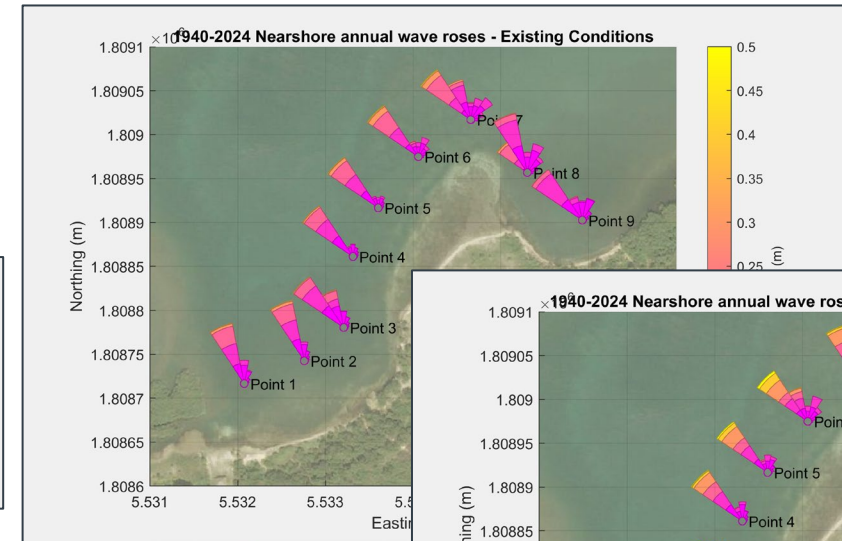 ×10⁶
1940-2024 Nearshore annual wave roses - Existing Conditions
1.8091
1.80905
1.809
1.80895
1.8089
1.80885
1.8088
1.80875
1.8087
1.80865
1.8086
Northing (m)
5.531
5.532
5.533
Point 6
Point 8
Point 5
Point 9
Point 4
Point 3
Point 2
Point 1
0.5
0.45
0.4
0.35
0.3
0.25
(m)
1940-2024 Nearshore annual wave ros
1.8091
1.80905
1.809
1.80895
1.8089
1.80885
Point 5
Point 4